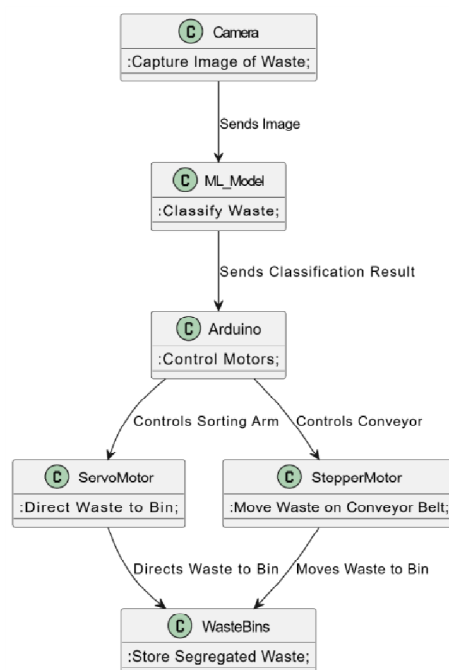 C Camera
:Capture Image of Waste;
Sends Image
C ML_Model
:Classify Waste;
Sends Classification Result
C Arduino
:Control Motors;
Controls Sorting Arm
Controls Conveyor
C ServoMotor
:Direct Waste to Bin;
C StepperMotor
:Move Waste on Conveyor Belt;
Directs Waste to Bin
Moves Waste to Bin
C WasteBins
:Store Segregated Waste;